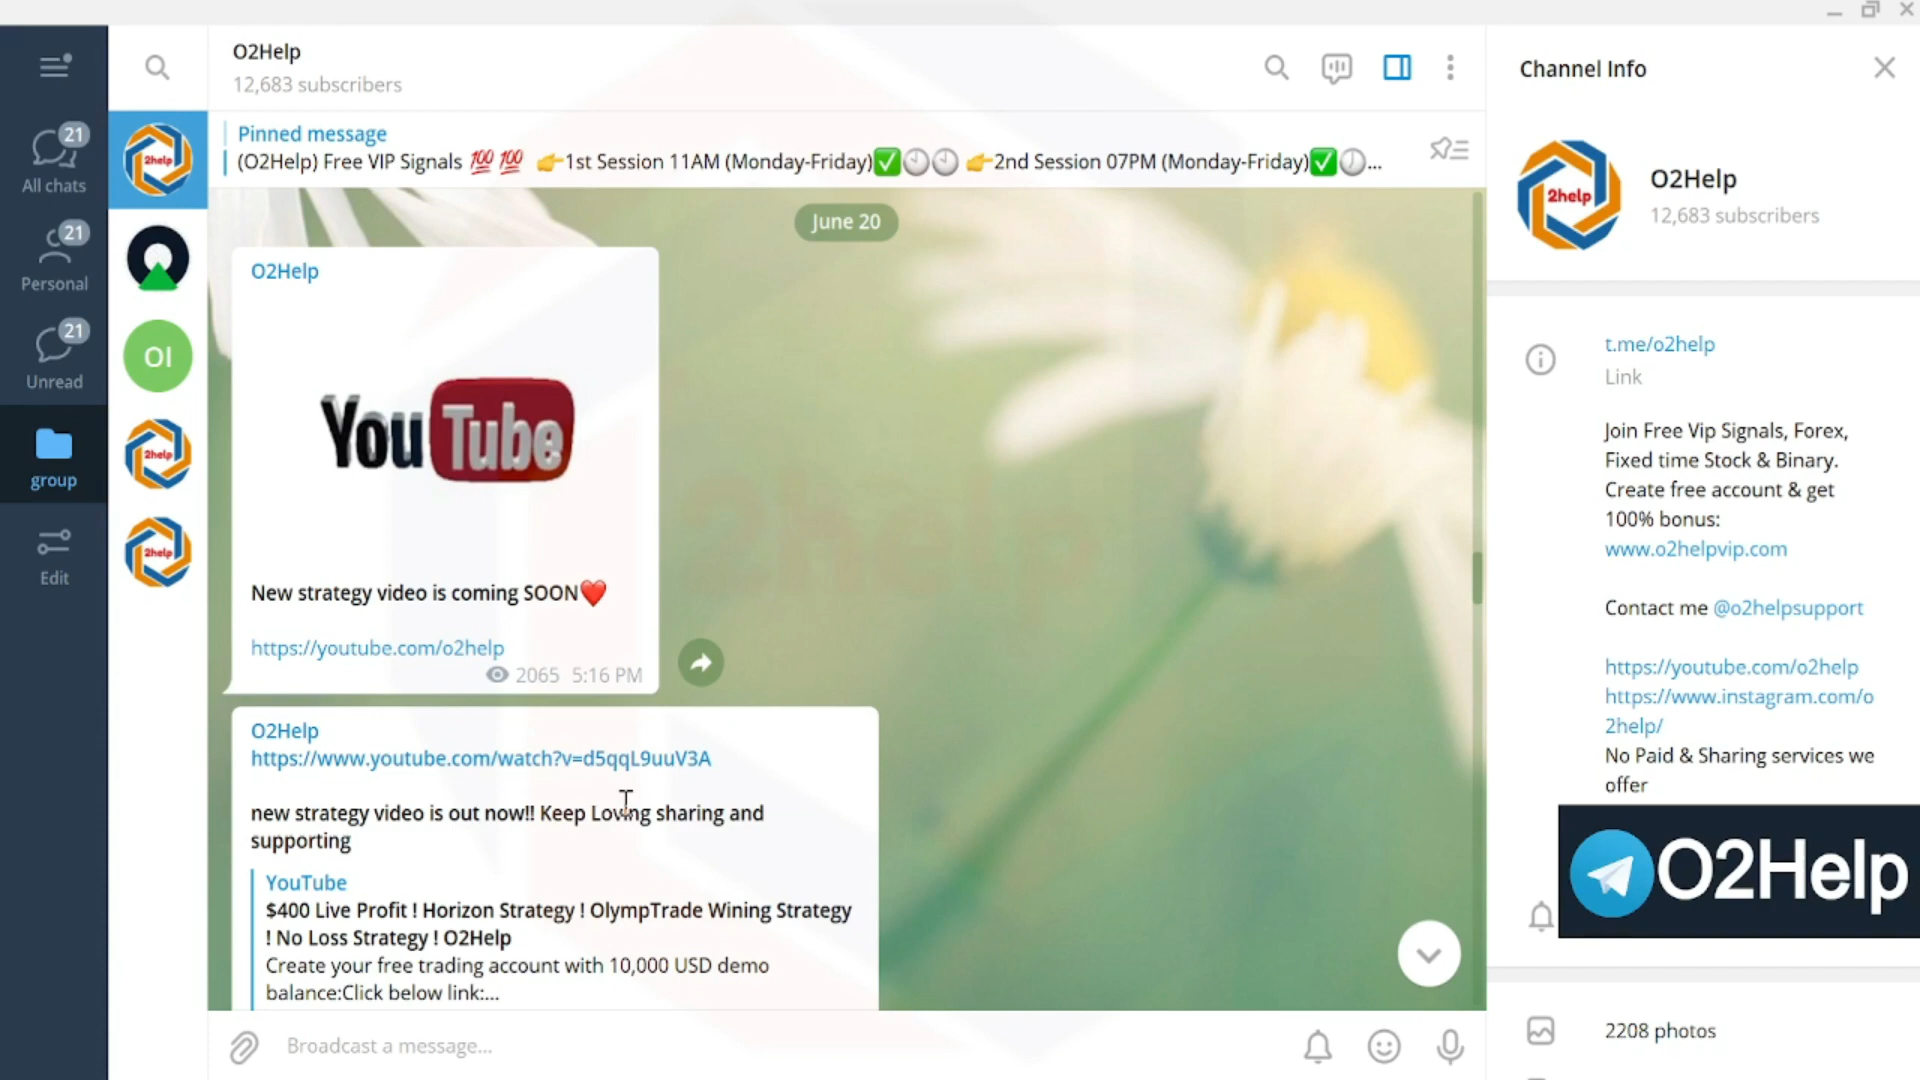 O2Help
12,683 subscribers
Channel Info
Pinned message
(O2Help) Free VIP Signals 💯 💯 👉1st Session 11AM (Monday-Friday)✅🕙🕙 👉2nd Session 07PM (Monday-Friday)✅🕖...
21
All chats
21
Personal
21
Unread
group
Edit
2help
OI
2help
2help
June 20
O2Help
YouTube
New strategy video is coming SOON❤️
https://youtube.com/o2help
2065 5:16 PM
O2Help
https://www.youtube.com/watch?v=d5qqL9uuV3A
new strategy video is out now!! Keep Loving sharing and
supporting
YouTube
$400 Live Profit ! Horizon Strategy ! OlympTrade Wining Strategy
! No Loss Strategy ! O2Help
Create your free trading account with 10,000 USD demo
balance:Click below link:...
Broadcast a message...
2help
O2Help
12,683 subscribers
t.me/o2help
Link
Join Free Vip Signals, Forex,
Fixed time Stock & Binary.
Create free account & get
100% bonus:
www.o2helpvip.com
Contact me @o2helpsupport
https://youtube.com/o2help
https://www.instagram.com/o
2help/
No Paid & Sharing services we
offer
O2Help
2208 photos
2help